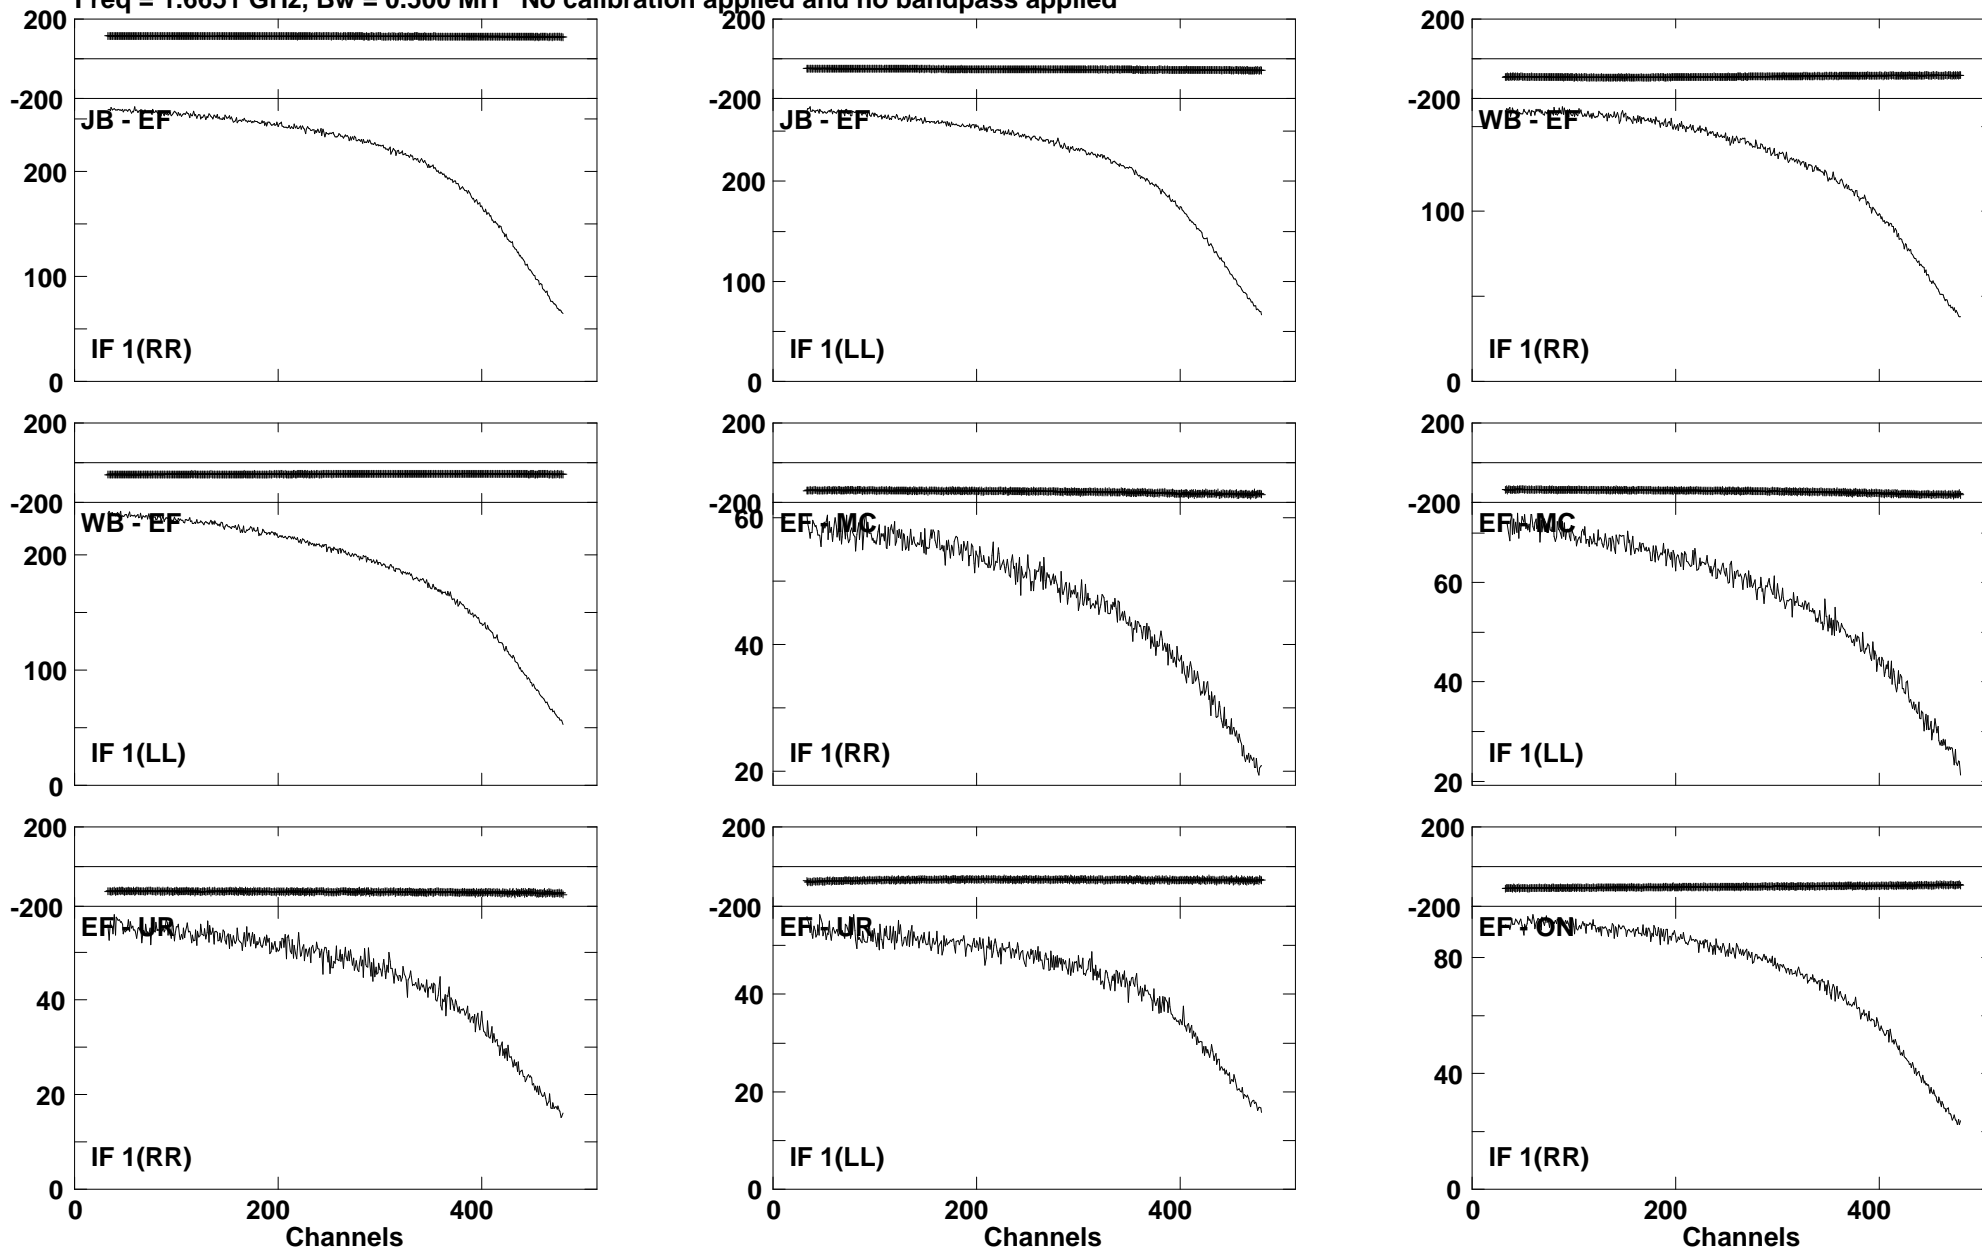 Freq = 1.6651 GHz, Bw = 0.500 MH No calibration applied and no bandpass applied
200 200 200
-200 -200 -200
JB - EF JB - EF WB - EF
200 200 100
100 100
IF 1(RR) IF 1(LL) IF 1(RR)
0 0 0
200 200 200
-200 -200 -200
WB - EF EF - MC EF - MC
200 60 60
100 40 40
IF 1(LL) IF 1(RR) IF 1(LL)
0 20 20
200 200 200
-200 -200 -200
EF - UR EF - UR EF - ON
40 40 80
20 20 40
IF 1(RR) IF 1(LL) IF 1(RR)
0 0 0
0 200 400 0 200 400 0 200 400
Channels Channels Channels